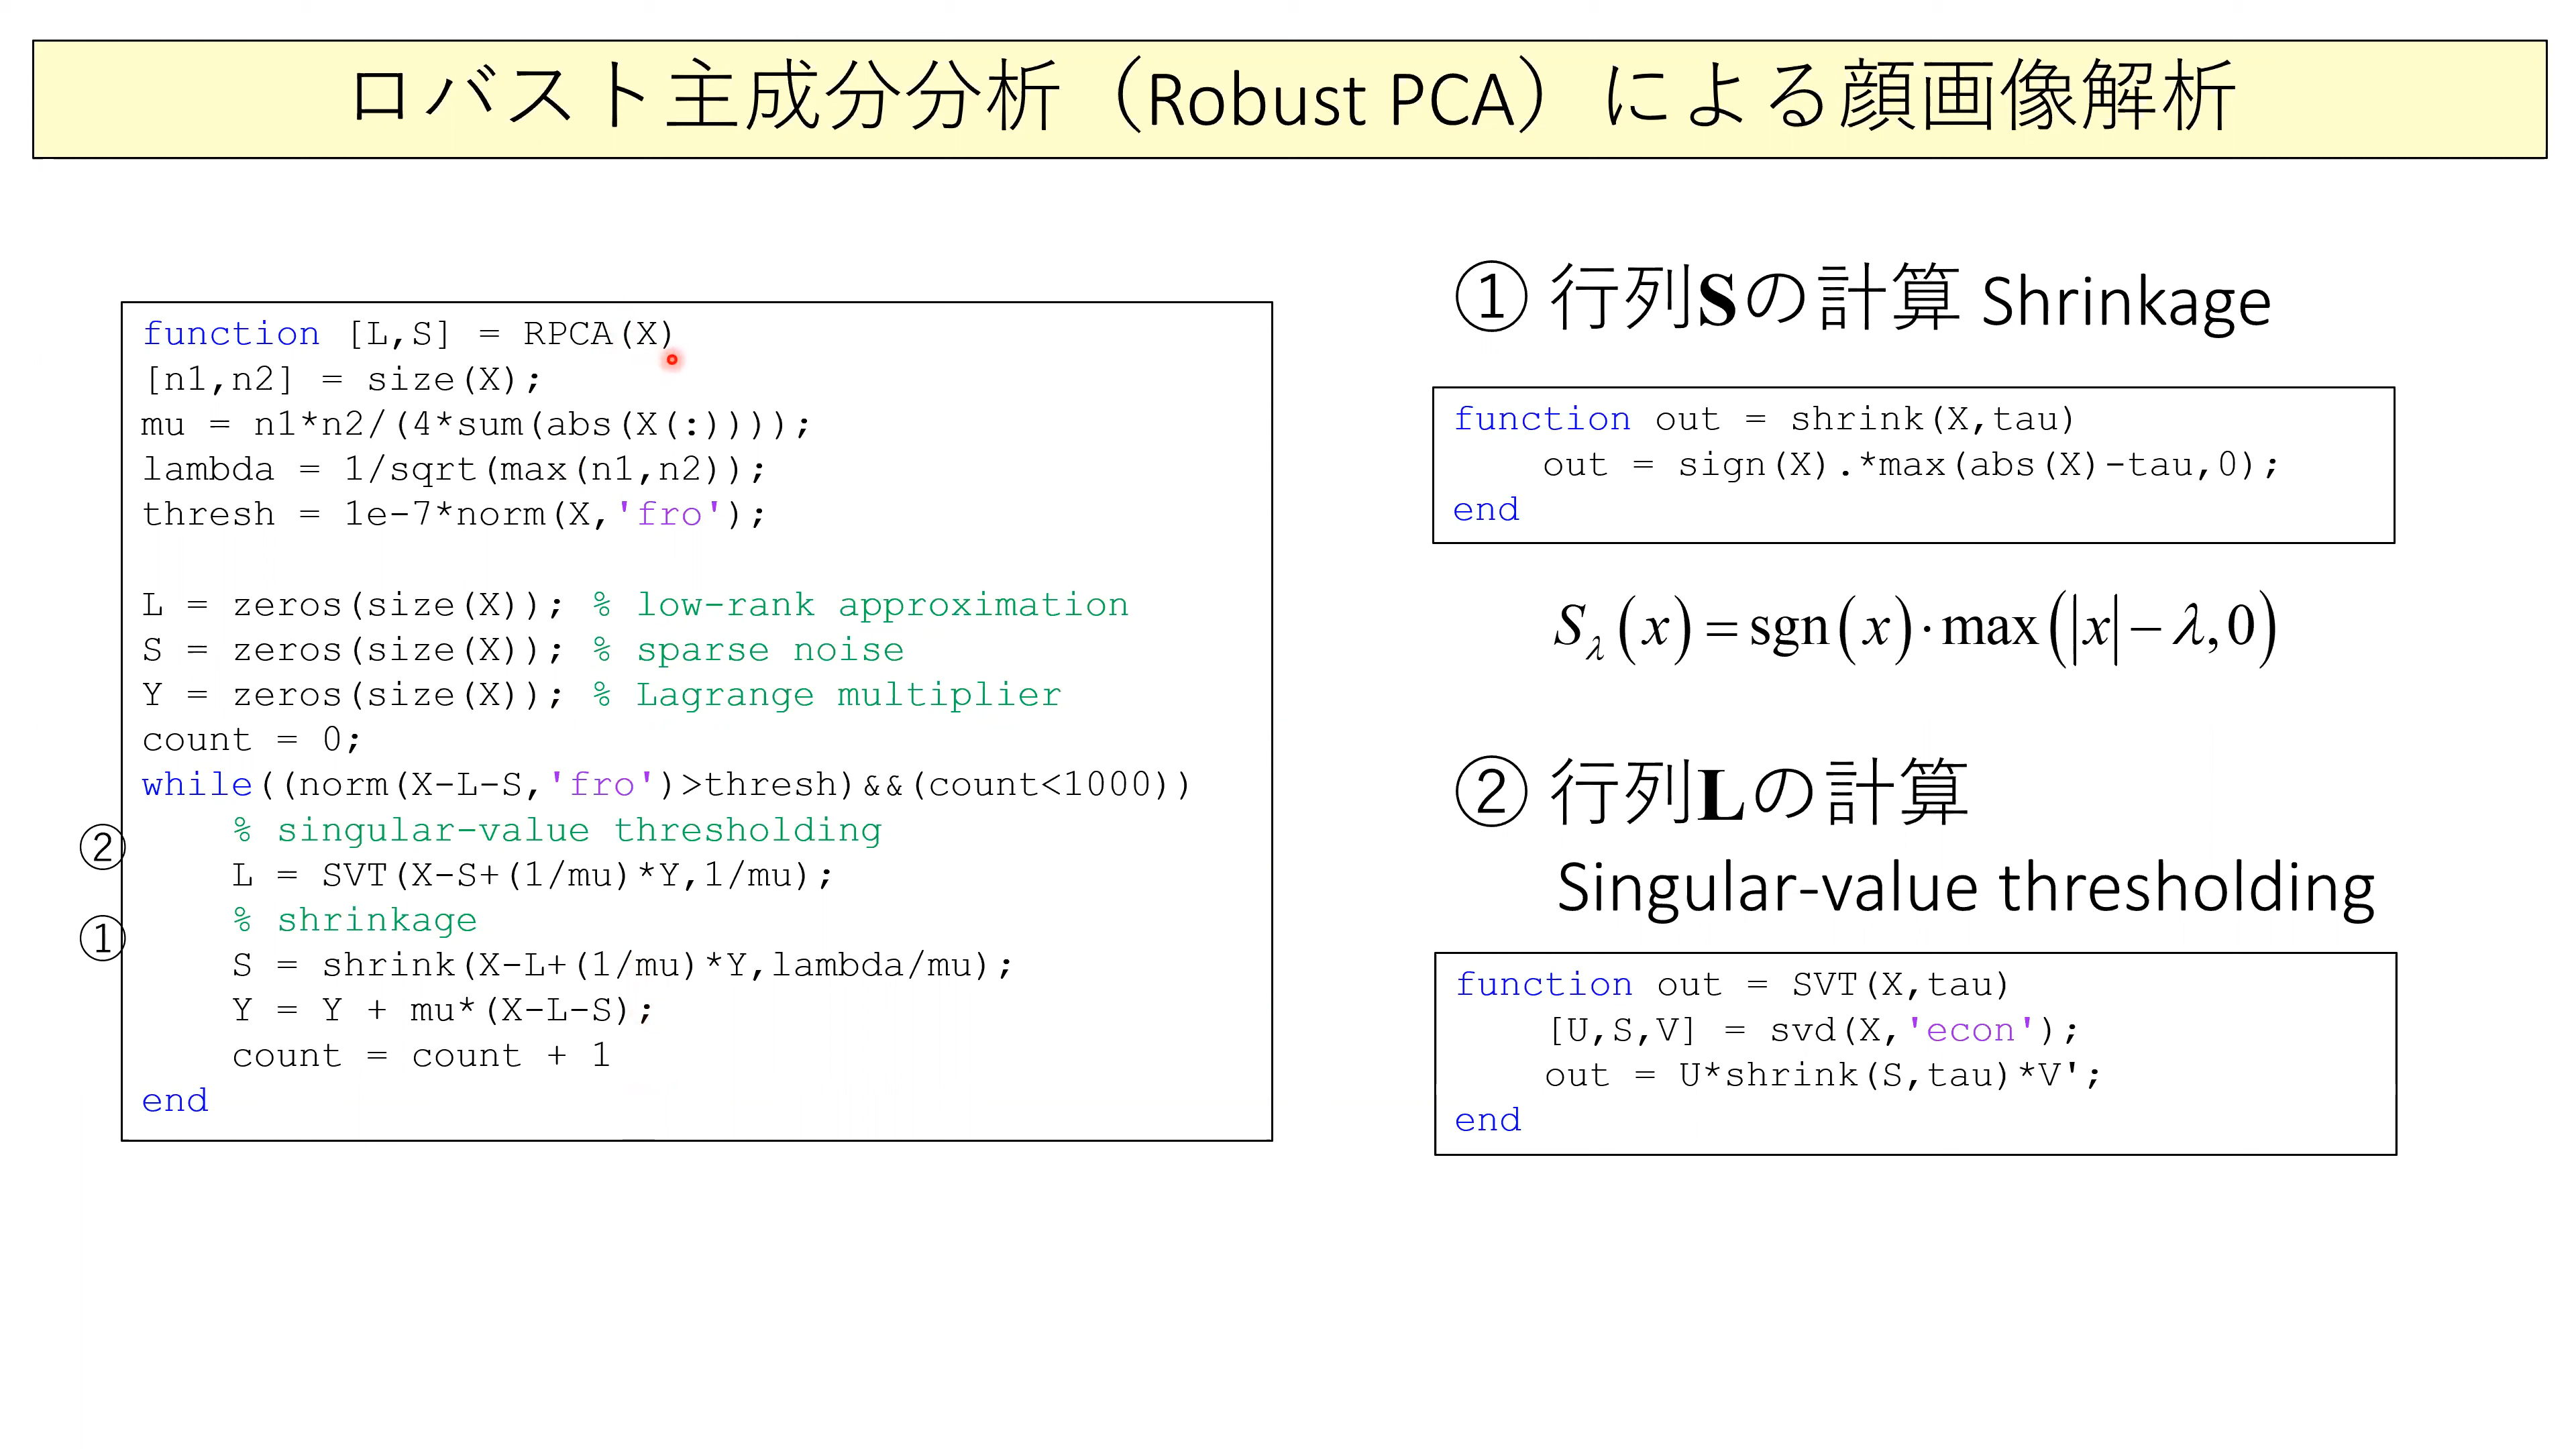 ロバスト主成分分析（Robust PCA）による顔画像解析
function [L,S] = RPCA(X)
[n1,n2] = size(X);
mu = n1*n2/(4*sum(abs(X(:))));
lambda = 1/sqrt(max(n1,n2));
thresh = 1e-7*norm(X,'fro');
L = zeros(size(X)); % low-rank approximation
S = zeros(size(X)); % sparse noise
Y = zeros(size(X)); % Lagrange multiplier
count = 0;
while((norm(X-L-S,'fro')>thresh)&&(count<1000))
% singular-value thresholding
② L = SVT(X-S+(1/mu)*Y,1/mu);
% shrinkage
① S = shrink(X-L+(1/mu)*Y,lambda/mu);
Y = Y + mu*(X-L-S);
count = count + 1
end
① 行列Sの計算 Shrinkage
function out = shrink(X,tau)
out = sign(X).*max(abs(X)-tau,0);
end
S_λ(x)=sgn(x)·max(|x|−λ,0)
② 行列Lの計算
Singular-value thresholding
function out = SVT(X,tau)
[U,S,V] = svd(X,'econ');
out = U*shrink(S,tau)*V';
end